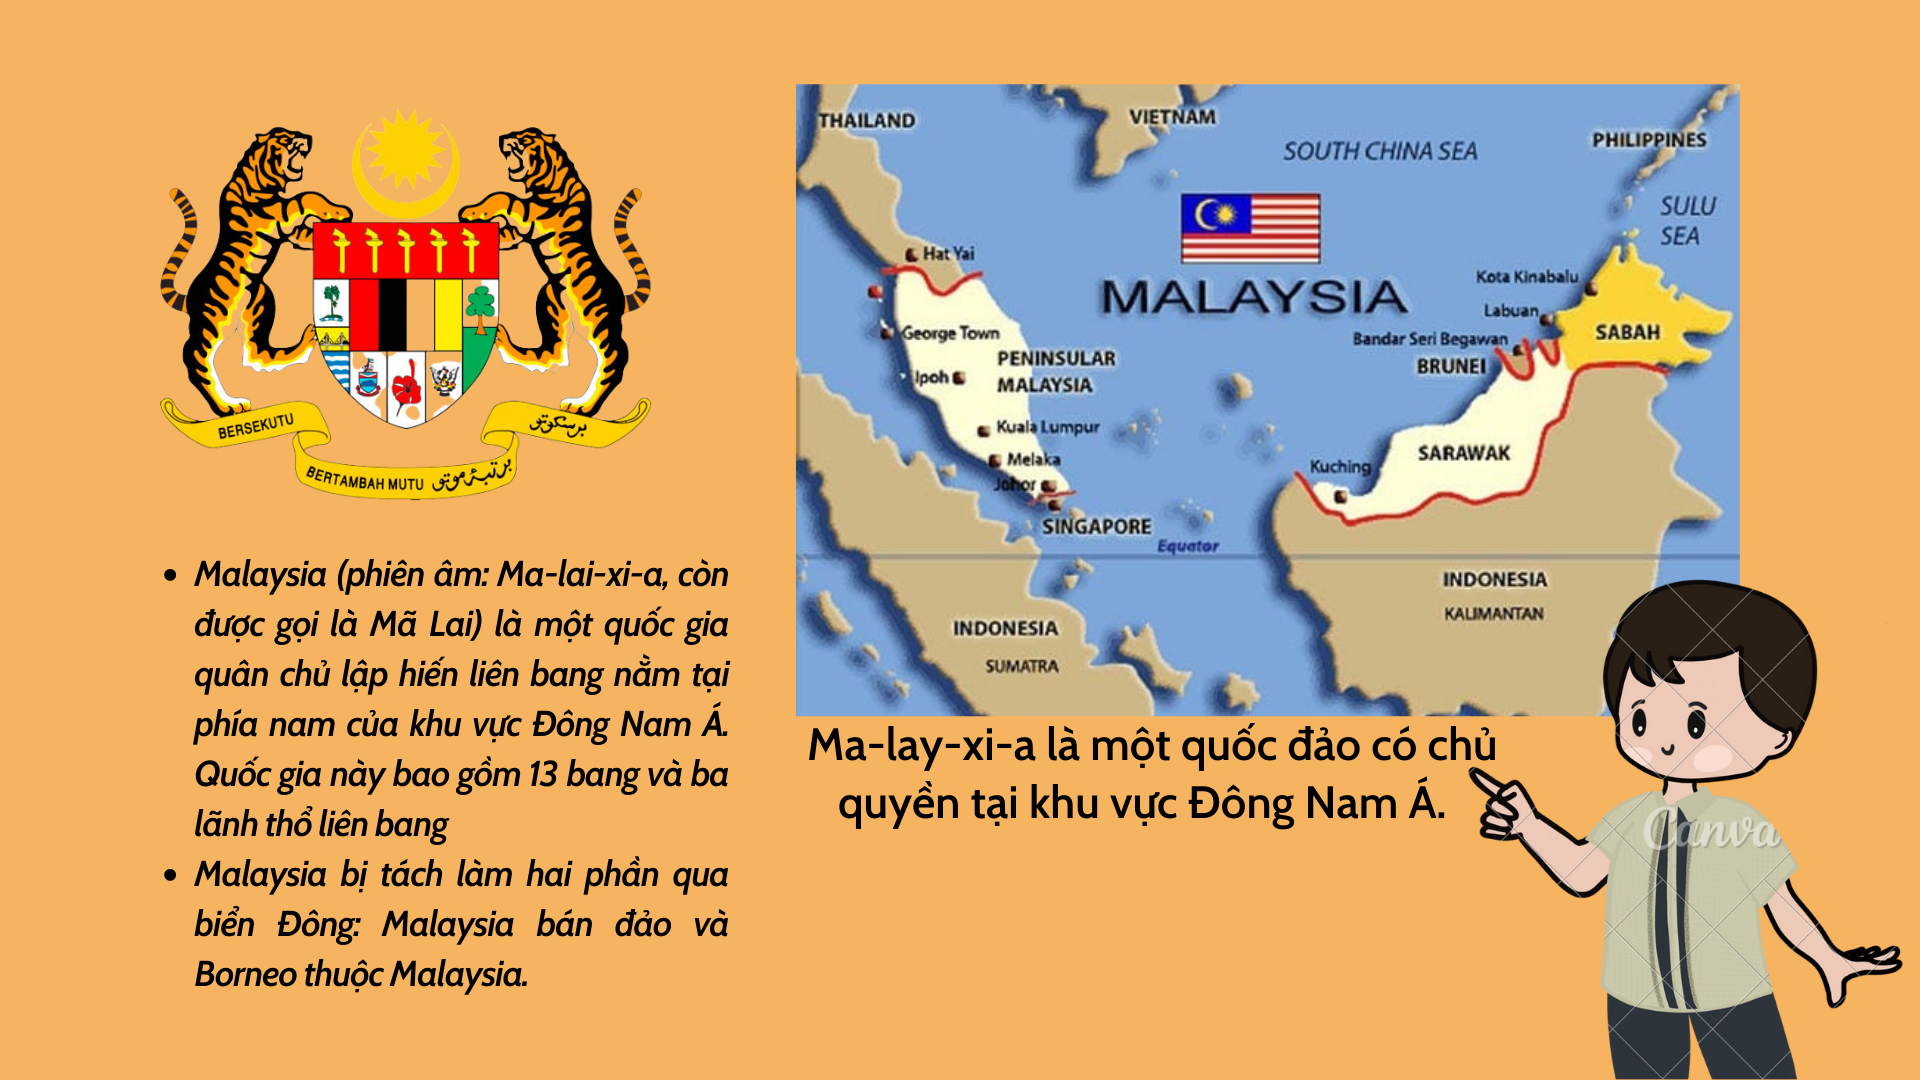 BERSEKUTU
برسكوتو
BERTAMBAH MUTU برتمبه موتو
Malaysia (phiên âm: Ma-lai-xi-a, còn
được gọi là Mã Lai) là một quốc gia
quân chủ lập hiến liên bang nằm tại
phía nam của khu vực Đông Nam Á.
Quốc gia này bao gồm 13 bang và ba
lãnh thổ liên bang
Malaysia bị tách làm hai phần qua
biển Đông: Malaysia bán đảo và
Borneo thuộc Malaysia.
THAILAND
VIETNAM
SOUTH CHINA SEA
PHILIPPINES
SULU
SEA
Hat Yai
MALAYSIA
Kota Kinabalu
Labuan
SABAH
Bandar Seri Begawan
BRUNEI
George Town
PENINSULAR
MALAYSIA
Ipoh
Kuala Lumpur
Melaka
Johor
SINGAPORE
SARAWAK
Kuching
Equator
INDONESIA
KALIMANTAN
INDONESIA
SUMATRA
Ma-lay-xi-a là một quốc đảo có chủ
quyền tại khu vực Đông Nam Á.
Canva